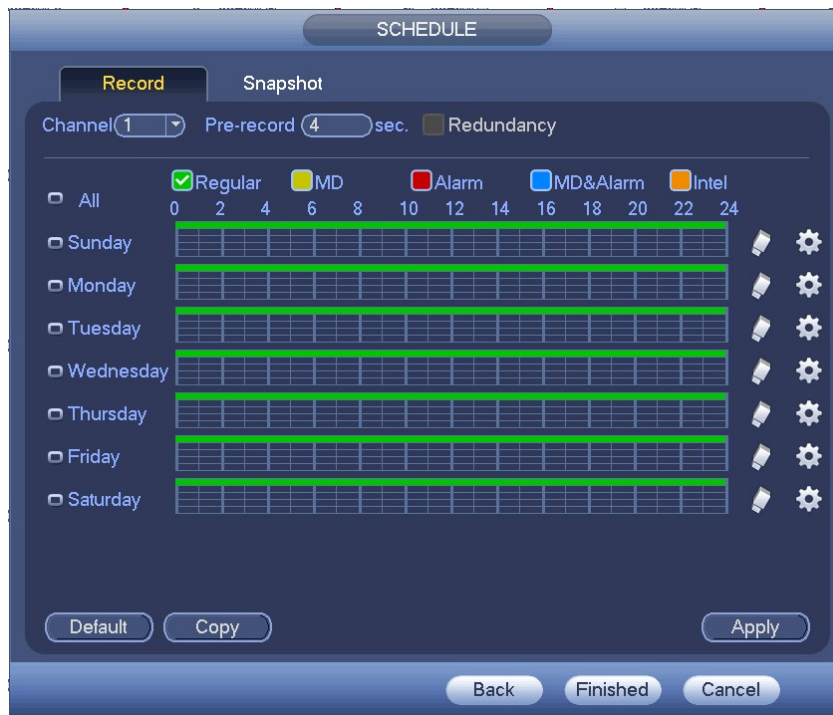 SCHEDULE
Record Snapshot
Channel 1 Pre-record 4 sec. Redundancy
Regular MD Alarm MD&Alarm Intel
All
0 2 4 6 8 10 12 14 16 18 20 22 24
Sunday
Monday
Tuesday
Wednesday
Thursday
Friday
Saturday
Default Copy Apply
Back Finished Cancel